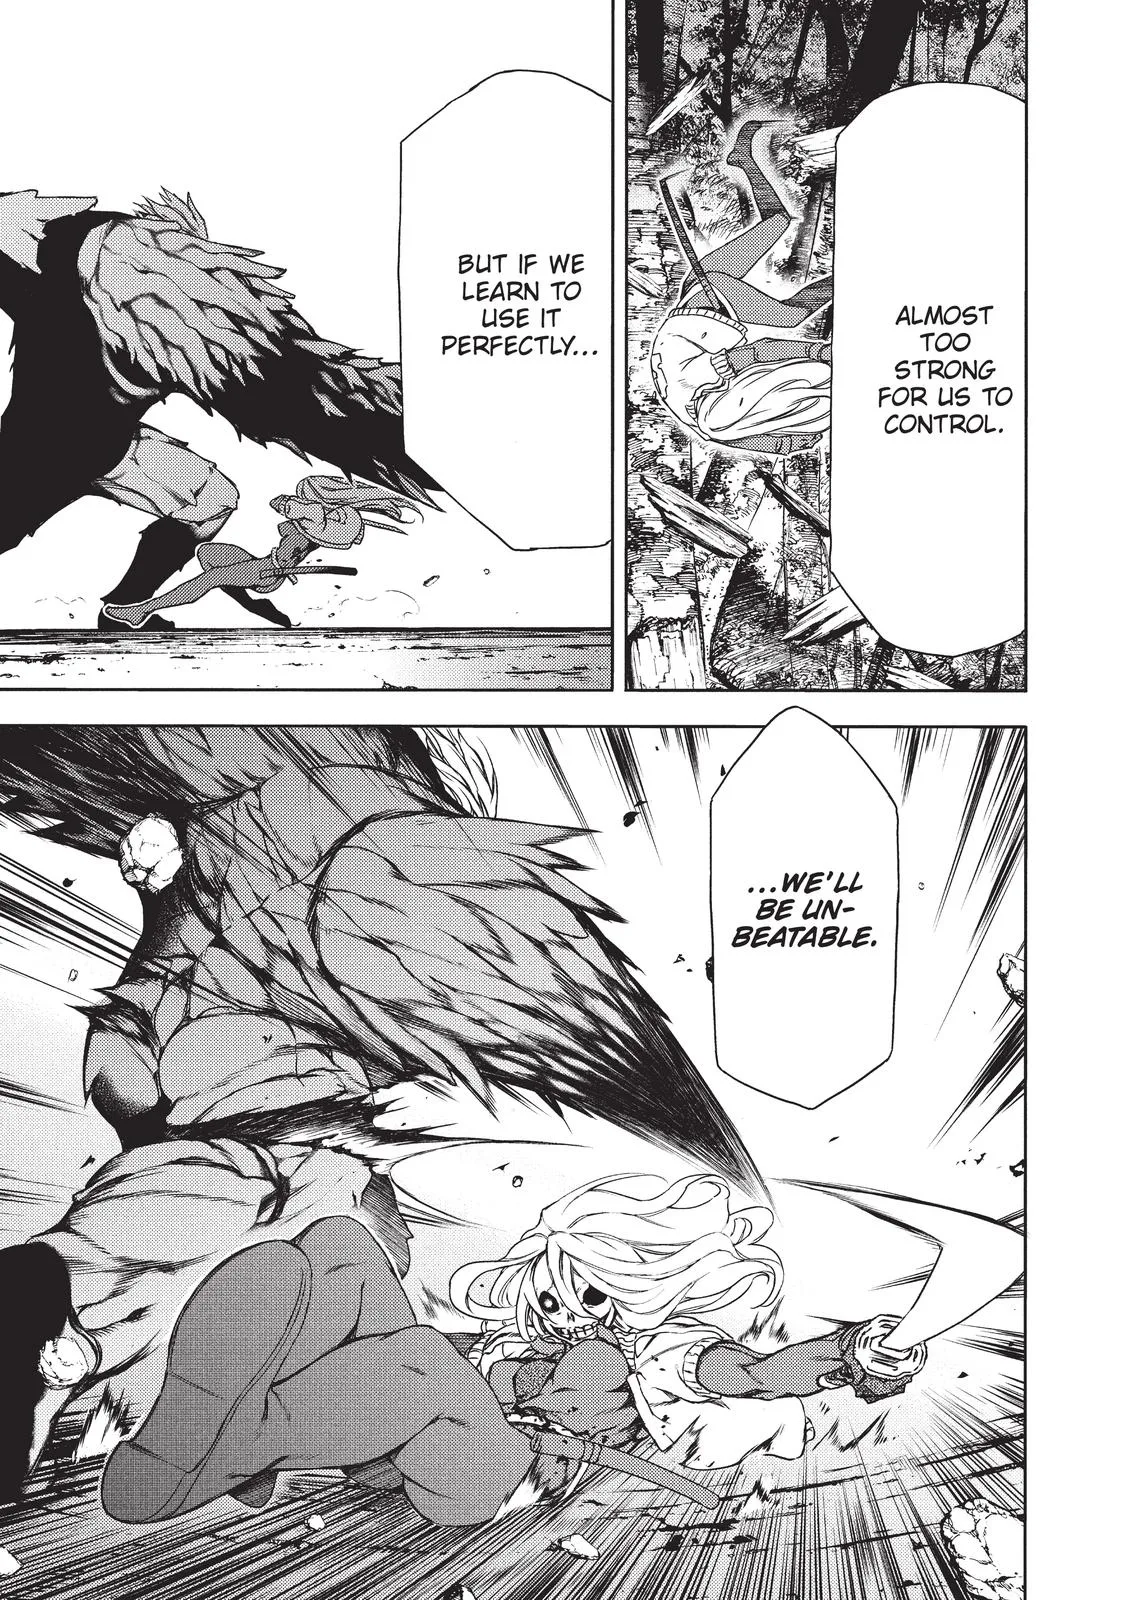 ALMOST
TOO
STRONG
FOR US TO
CONTROL.
BUT IF WE
LEARN TO
USE IT
PERFECTLY...
...WE'LL
BE UN-
BEATABLE.